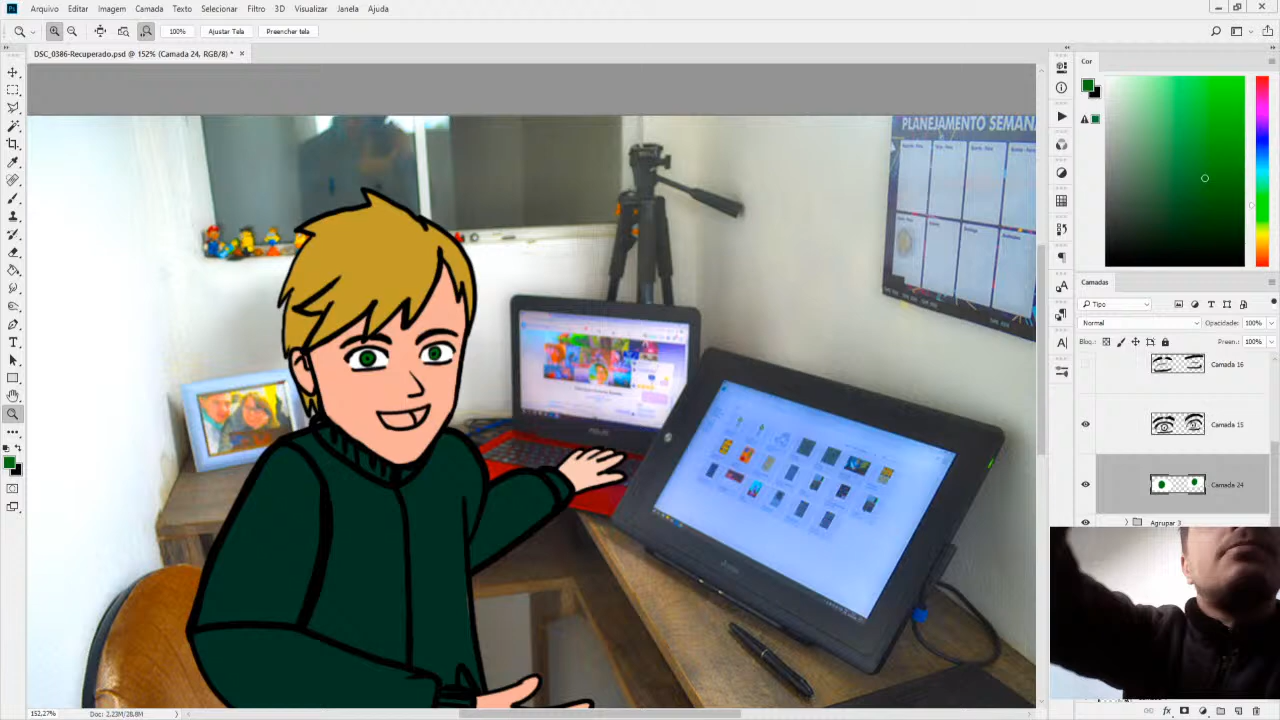 Arquivo Editar Imagem Camada Texto Selecionar Filtro 3D Visualizar Janela Ajuda
100% Ajustar Tela Preencher tela
DSC_0386-Recuperado.psd @ 152% (Camada 24, RGB/8) *
Cor
PLANEJAMENTO SEMANA
Camadas
Tipo
Normal Opacidade: 100%
Bloq.: Preen.: 100%
Camada 16
Camada 15
Camada 24
Agrupar 3
152,27% Doc: 2,23M/28,8M